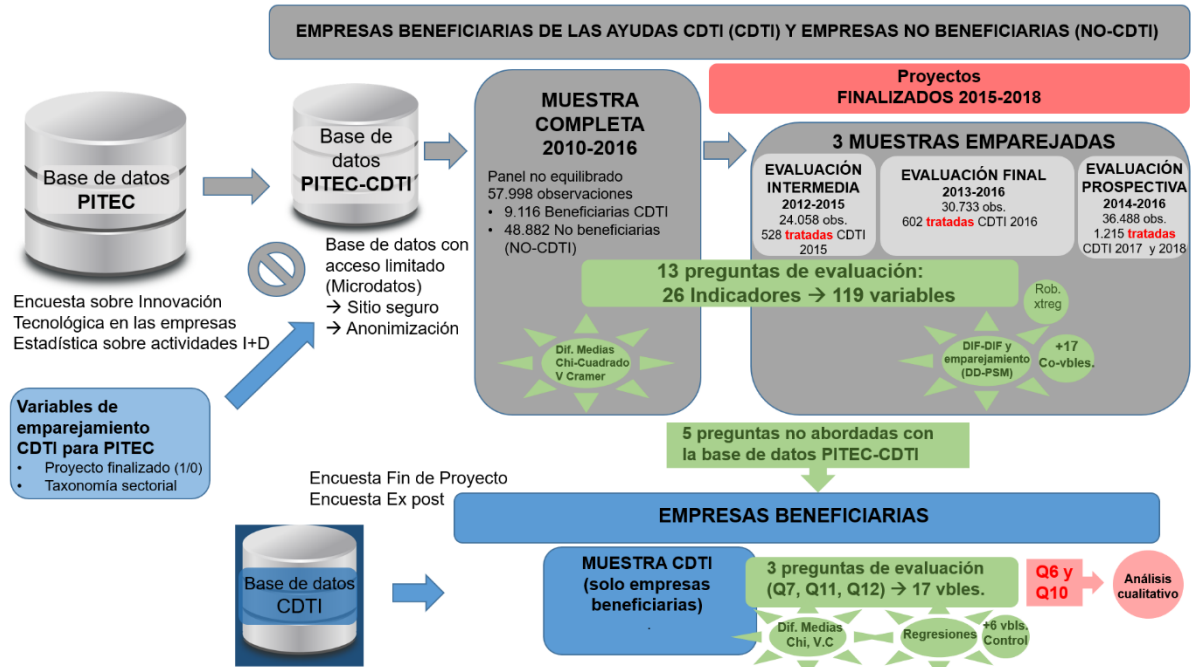 EMPRESAS BENEFICIARIAS DE LAS AYUDAS CDTI (CDTI) Y EMPRESAS NO BENEFICIARIAS (NO-CDTI)
Proyectos
FINALIZADOS 2015-2018
Base de datos
PITEC
Encuesta sobre Innovación
Tecnológica en las empresas
Estadística sobre actividades I+D
Base de
datos
PITEC-CDTI
Base de datos con
acceso limitado
(Microdatos)
→ Sitio seguro
→ Anonimización
MUESTRA
COMPLETA
2010-2016
Panel no equilibrado
57.998 observaciones
• 9.116 Beneficiarias CDTI
• 48.882 No beneficiarias
(NO-CDTI)
3 MUESTRAS EMPAREJADAS
EVALUACIÓN
INTERMEDIA
2012-2015
24.058 obs.
528 tratadas CDTI
2015
EVALUACIÓN FINAL
2013-2016
30.733 obs.
602 tratadas CDTI 2016
EVALUACIÓN
PROSPECTIVA
2014-2016
36.488 obs.
1.215 tratadas
CDTI 2017 y 2018
13 preguntas de evaluación:
26 Indicadores → 119 variables
Rob.
xtreg
Dif. Medias
Chi-Cuadrado
V Cramer
DIF-DIF y
emparejamiento
(DD-PSM)
+17
Co-vbles.
Variables de
emparejamiento
CDTI para PITEC
• Proyecto finalizado (1/0)
• Taxonomía sectorial
5 preguntas no abordadas con
la base de datos PITEC-CDTI
Encuesta Fin de Proyecto
Encuesta Ex post
EMPRESAS BENEFICIARIAS
Base de datos
CDTI
MUESTRA CDTI
(solo empresas
beneficiarias)
.
3 preguntas de evaluación
(Q7, Q11, Q12) → 17 vbles.
Q6 y
Q10
Análisis
cualitativo
Dif. Medias
Chi, V.C
Regresiones
+6 vbls.
Control